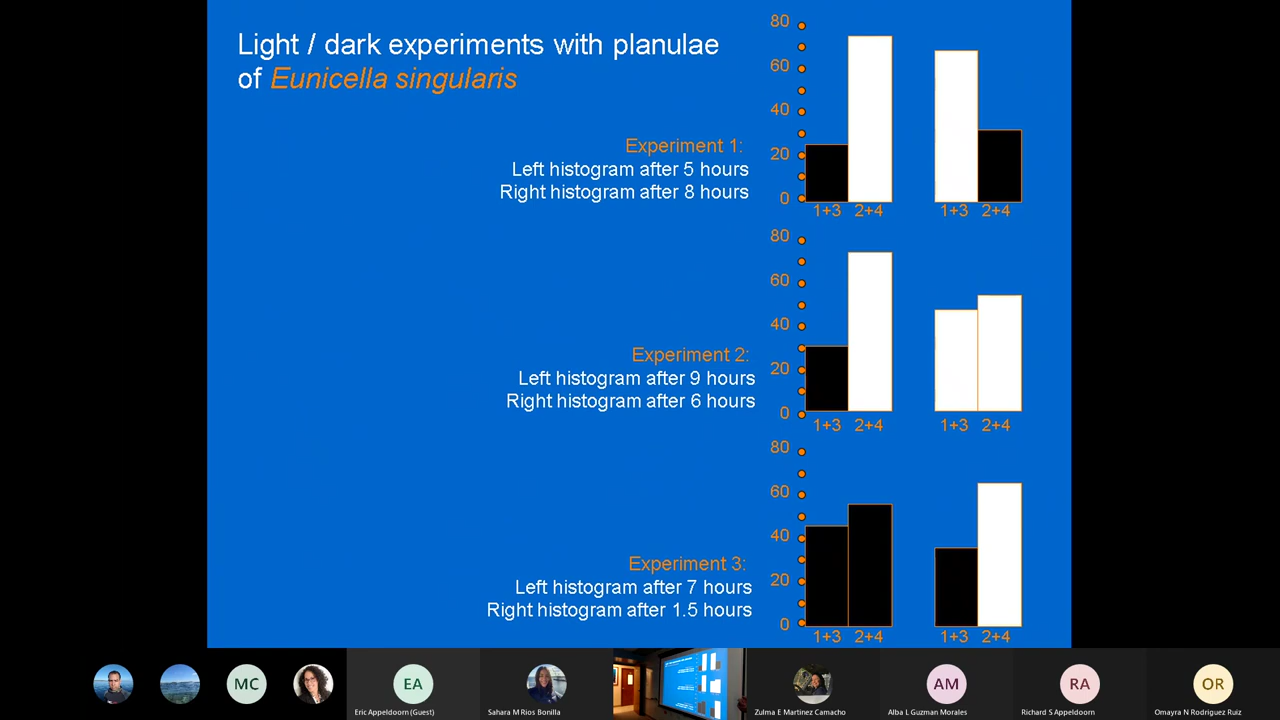 Light / dark experiments with planulae
of Eunicella singularis
Experiment 1:
Left histogram after 5 hours
Right histogram after 8 hours
80
60
40
20
0
1+3 2+4 1+3 2+4
Experiment 2:
Left histogram after 9 hours
Right histogram after 6 hours
80
60
40
20
0
1+3 2+4 1+3 2+4
Experiment 3:
Left histogram after 7 hours
Right histogram after 1.5 hours
80
60
40
20
0
1+3 2+4 1+3 2+4
MC
EA
AM
RA
OR
Eric Appeldoorn (Guest)
Sahara M Rios Bonilla
Zulma E Martinez Camacho
Alba L Guzman Morales
Richard S Appeldoorn
Omayra N Rodriguez Ruiz